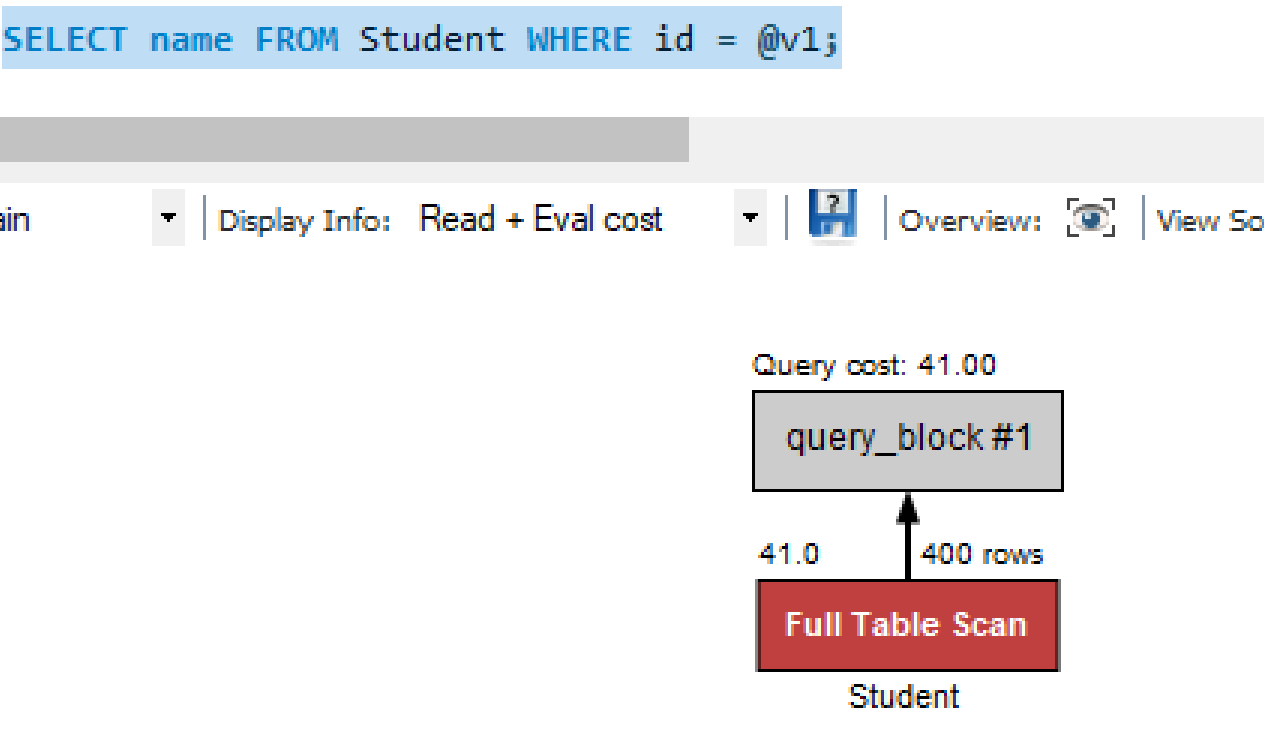 SELECT name FROM Student WHERE id = @v1;
ain Display Info: Read + Eval cost Overview: View So
Query cost: 41.00
query_block #1
41.0 400 rows
Full Table Scan
Student